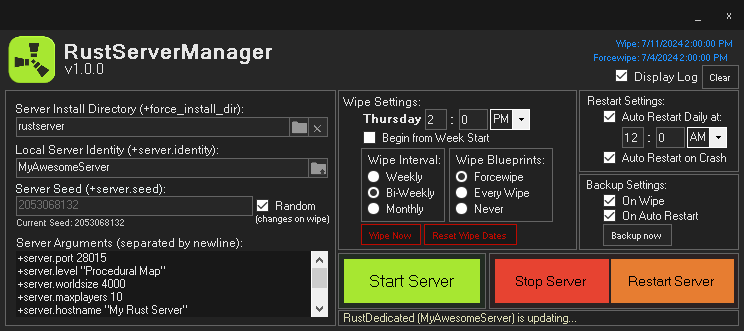 _ x
Wipe: 7/11/2024 2:00:00 PM
Forcewipe: 7/4/2024 2:00:00 PM
RustServerManager
v1.0.0
Display Log
Clear
Server Install Directory (+force_install_dir):
rustserver
Local Server Identity (+server.identity):
MyAwesomeServer
Server Seed (+server.seed):
2053068132
Random
(changes on wipe)
Current Seed: 2053068132
Server Arguments (separated by newline):
+server.port 28015
+server.level "Procedural Map"
+server.worldsize 4000
+server.maxplayers 10
+server.hostname "My Rust Server"
Wipe Settings:
Thursday 2 : 0 PM
Begin from Week Start
Wipe Interval:
Weekly
Bi-Weekly
Monthly
Wipe Blueprints:
Forcewipe
Every Wipe
Never
Wipe Now
Reset Wipe Dates
Restart Settings:
Auto Restart Daily at:
12 : 0 AM
Auto Restart on Crash
Backup Settings:
On Wipe
On Auto Restart
Backup now
Start Server
Stop Server
Restart Server
RustDedicated (MyAwesomeServer) is updating...